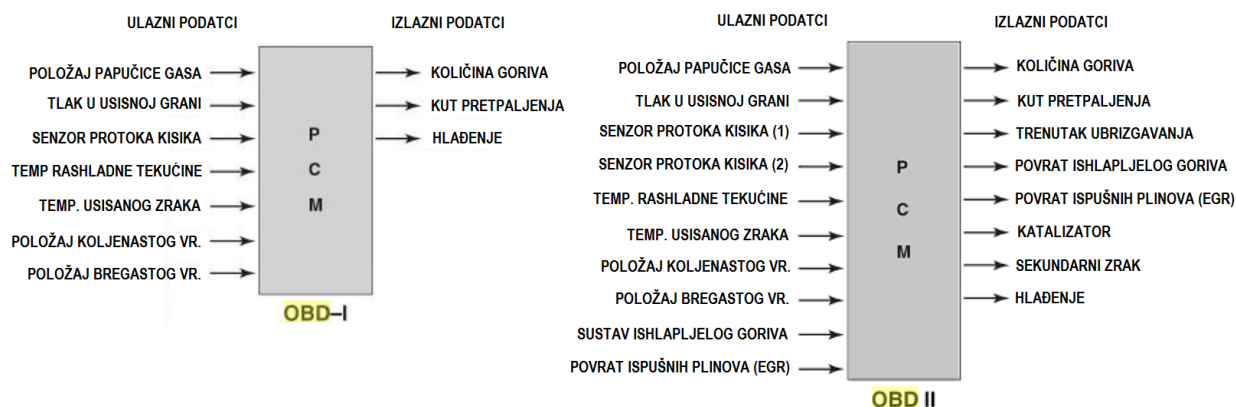 ULAZNI PODATCI
IZLAZNI PODATCI
POLOŽAJ PAPUČICE GASA
TLAK U USISNOJ GRANI
SENZOR PROTOKA KISIKA
TEMP RASHLADNE TEKUĆINE
TEMP. USISANOG ZRAKA
POLOŽAJ KOLJENASTOG VR.
POLOŽAJ BREGASTOG VR.
P
C
M
KOLIČINA GORIVA
KUT PRETPALJENJA
HLAĐENJE
OBD–I
ULAZNI PODATCI
IZLAZNI PODATCI
POLOŽAJ PAPUČICE GASA
TLAK U USISNOJ GRANI
SENZOR PROTOKA KISIKA (1)
SENZOR PROTOKA KISIKA (2)
TEMP. RASHLADNE TEKUĆINE
TEMP. USISANOG ZRAKA
POLOŽAJ KOLJENASTOG VR.
POLOŽAJ BREGASTOG VR.
SUSTAV ISHLAPLJELOG GORIVA
POVRAT ISPUŠNIH PLINOVA (EGR)
P
C
M
KOLIČINA GORIVA
KUT PRETPALJENJA
TRENUTAK UBRIZGAVANJA
POVRAT ISHLAPLJELOG GORIVA
POVRAT ISPUŠNIH PLINOVA (EGR)
KATALIZATOR
SEKUNDARNI ZRAK
HLAĐENJE
OBD II